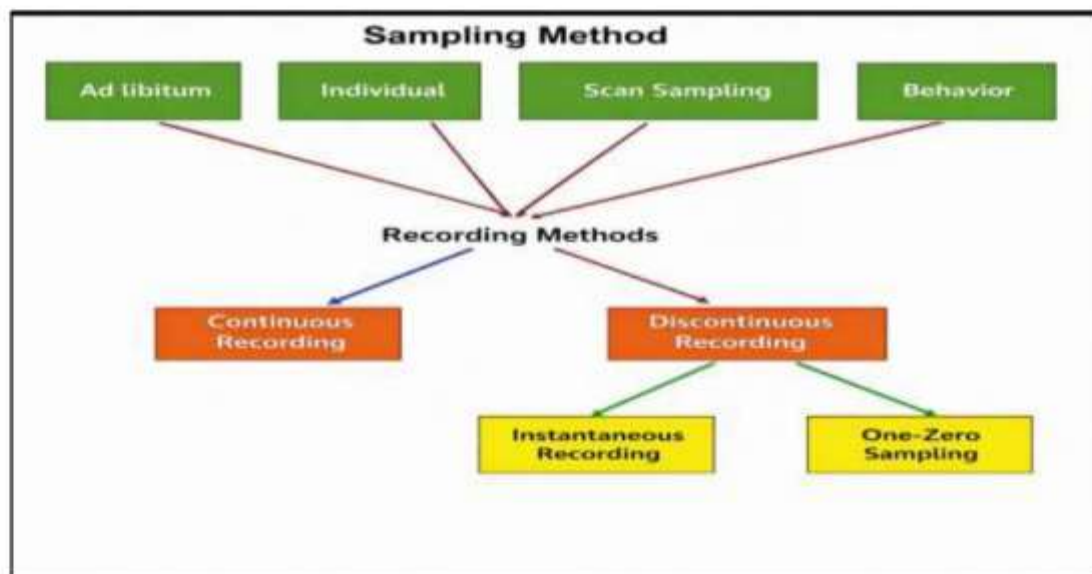 Sampling Method
Ad libitum
Individual
Scan Sampling
Behavior
Recording Methods
Continuous
Recording
Discontinuous
Recording
Instantaneous
Recording
One-Zero
Sampling